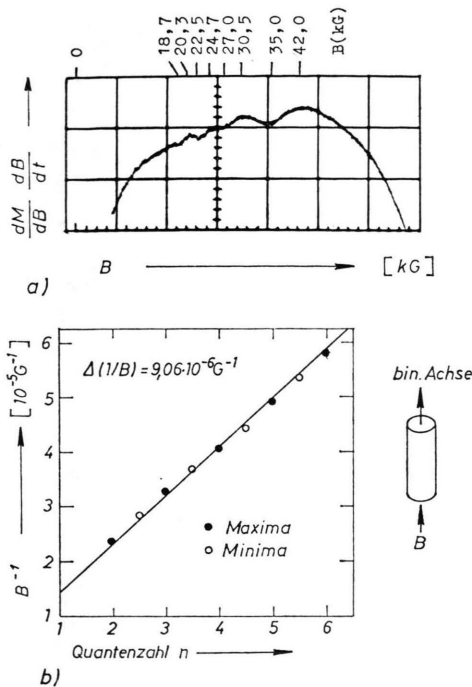 0
18,7
20,3
22,5
24,7
27,0
30,5
35,0
42,0
B(kG)
dM/dB dB/dt
B [kG]
a)
B⁻¹ [10⁻⁵G⁻¹]
6
5
4
3
2
1
Δ(1/B) = 9,06·10⁻⁶G⁻¹
● Maxima
○ Minima
1 2 3 4 5 6
Quantenzahl n
bin. Achse
B
b)